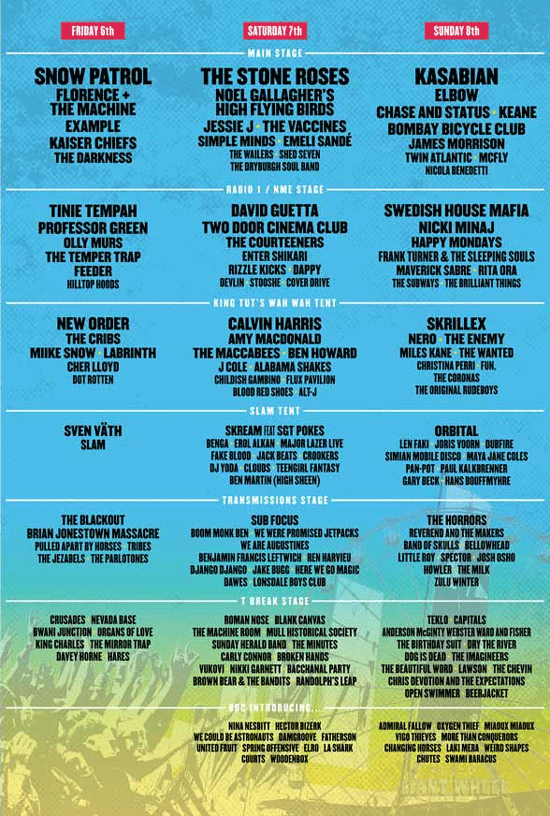 FRIDAY 6th SATURDAY 7th SUNDAY 8th
MAIN STAGE
SNOW PATROL
FLORENCE +
THE MACHINE
EXAMPLE
KAISER CHIEFS
THE DARKNESS
THE STONE ROSES
NOEL GALLAGHER'S
HIGH FLYING BIRDS
JESSIE J · THE VACCINES
SIMPLE MINDS · EMELI SANDÉ
THE WAILERS · SHED SEVEN
THE DRYBURGH SOUL BAND
KASABIAN
ELBOW
CHASE AND STATUS · KEANE
BOMBAY BICYCLE CLUB
JAMES MORRISON
TWIN ATLANTIC · MCFLY
NICOLA BENEDETTI
RADIO 1 / NME STAGE
TINIE TEMPAH
PROFESSOR GREEN
OLLY MURS
THE TEMPER TRAP
FEEDER
HILLTOP HOODS
DAVID GUETTA
TWO DOOR CINEMA CLUB
THE COURTEENERS
ENTER SHIKARI
RIZZLE KICKS · DAPPY
DEVLIN · STOOSHE · COVER DRIVE
SWEDISH HOUSE MAFIA
NICKI MINAJ
HAPPY MONDAYS
FRANK TURNER & THE SLEEPING SOULS
MAVERICK SABRE · RITA ORA
THE SUBWAYS · THE BRILLIANT THINGS
KING TUT'S WAH WAH TENT
NEW ORDER
THE CRIBS
MIIKE SNOW · LABRINTH
CHER LLOYD
DOT ROTTEN
CALVIN HARRIS
AMY MACDONALD
THE MACCABEES · BEN HOWARD
J COLE · ALABAMA SHAKES
CHILDISH GAMBINO · FLUX PAVILION
BLOOD RED SHOES · ALT-J
SKRILLEX
NERO · THE ENEMY
MILES KANE · THE WANTED
CHRISTINA PERRI · FUN.
THE CORONAS
THE ORIGINAL RUDEBOYS
SLAM TENT
SVEN VÄTH
SLAM
SKREAM FEAT SGT POKES
BENGA · EROL ALKAN · MAJOR LAZER LIVE
FAKE BLOOD · JACK BEATS · CROOKERS
DJ YODA · CLOUDS · TEENGIRL FANTASY
BEN MARTIN (HIGH SHEEN)
ORBITAL
LEN FAKI · JORIS VOORN · DUBFIRE
SIMIAN MOBILE DISCO · MAYA JANE COLES
PAN-POT · PAUL KALKBRENNER
GARY BECK · HANS BOUFFMYHRE
TRANSMISSIONS STAGE
THE BLACKOUT
BRIAN JONESTOWN MASSACRE
PULLED APART BY HORSES · TRIBES
THE JEZABELS · THE PARLOTONES
SUB FOCUS
BOOM MONK BEN · WE WERE PROMISED JETPACKS
WE ARE AUGUSTINES
BENJAMIN FRANCIS LEFTWICH · REN HARVIEU
DJANGO DJANGO · JAKE BUGG · HERE WE GO MAGIC
DAWES · LONSDALE BOYS CLUB
THE HORRORS
REVEREND AND THE MAKERS
BAND OF SKULLS · BELLOWHEAD
LITTLE ROY · SPECTOR · JOSH OSHO
HOWLER · THE MILK
ZULU WINTER
T BREAK STAGE
CRUSADES · NEVADA BASE
BWANI JUNCTION · ORGANS OF LOVE
KING CHARLES · THE MIRROR TRAP
DAVEY HORNE · HARES
ROMAN NOSE · BLANK CANVAS
THE MACHINE ROOM · MULL HISTORICAL SOCIETY
SUNDAY HERALD BAND · THE MINUTES
CARLY CONNOR · BROKEN HANDS
VUKOVI · NIKKI GARNETT · BACCHANAL PARTY
BROWN BEAR & THE BANDITS · RANDOLPH'S LEAP
TEKLO · CAPITALS
ANDERSON McGINTY WEBSTER WARD AND FISHER
THE BIRTHDAY SUIT · DRY THE RIVER
DOG IS DEAD · THE IMAGINEERS
THE BEAUTIFUL WORD · LAWSON · THE CHEVIN
CHRIS DEVOTION AND THE EXPECTATIONS
OPEN SWIMMER · BEERJACKET
BBC INTRODUCING...
NINA NESBITT · HECTOR BIZERK
WE COULD BE ASTRONAUTS · DAMGROOVE · FATHERSON
UNITED FRUIT · SPRING OFFENSIVE · ELRO · LA SHARK
COURTS · WOODENBOX
ADMIRAL FALLOW · OXYGEN THIEF · MIAOUX MIAOUX
VIGO THIEVES · MORE THAN CONQUERORS
CHANGING HORSES · LAKI MERA · WEIRD SHAPES
CHUTES · SWAMI BARACUS
GIANT WHEEL